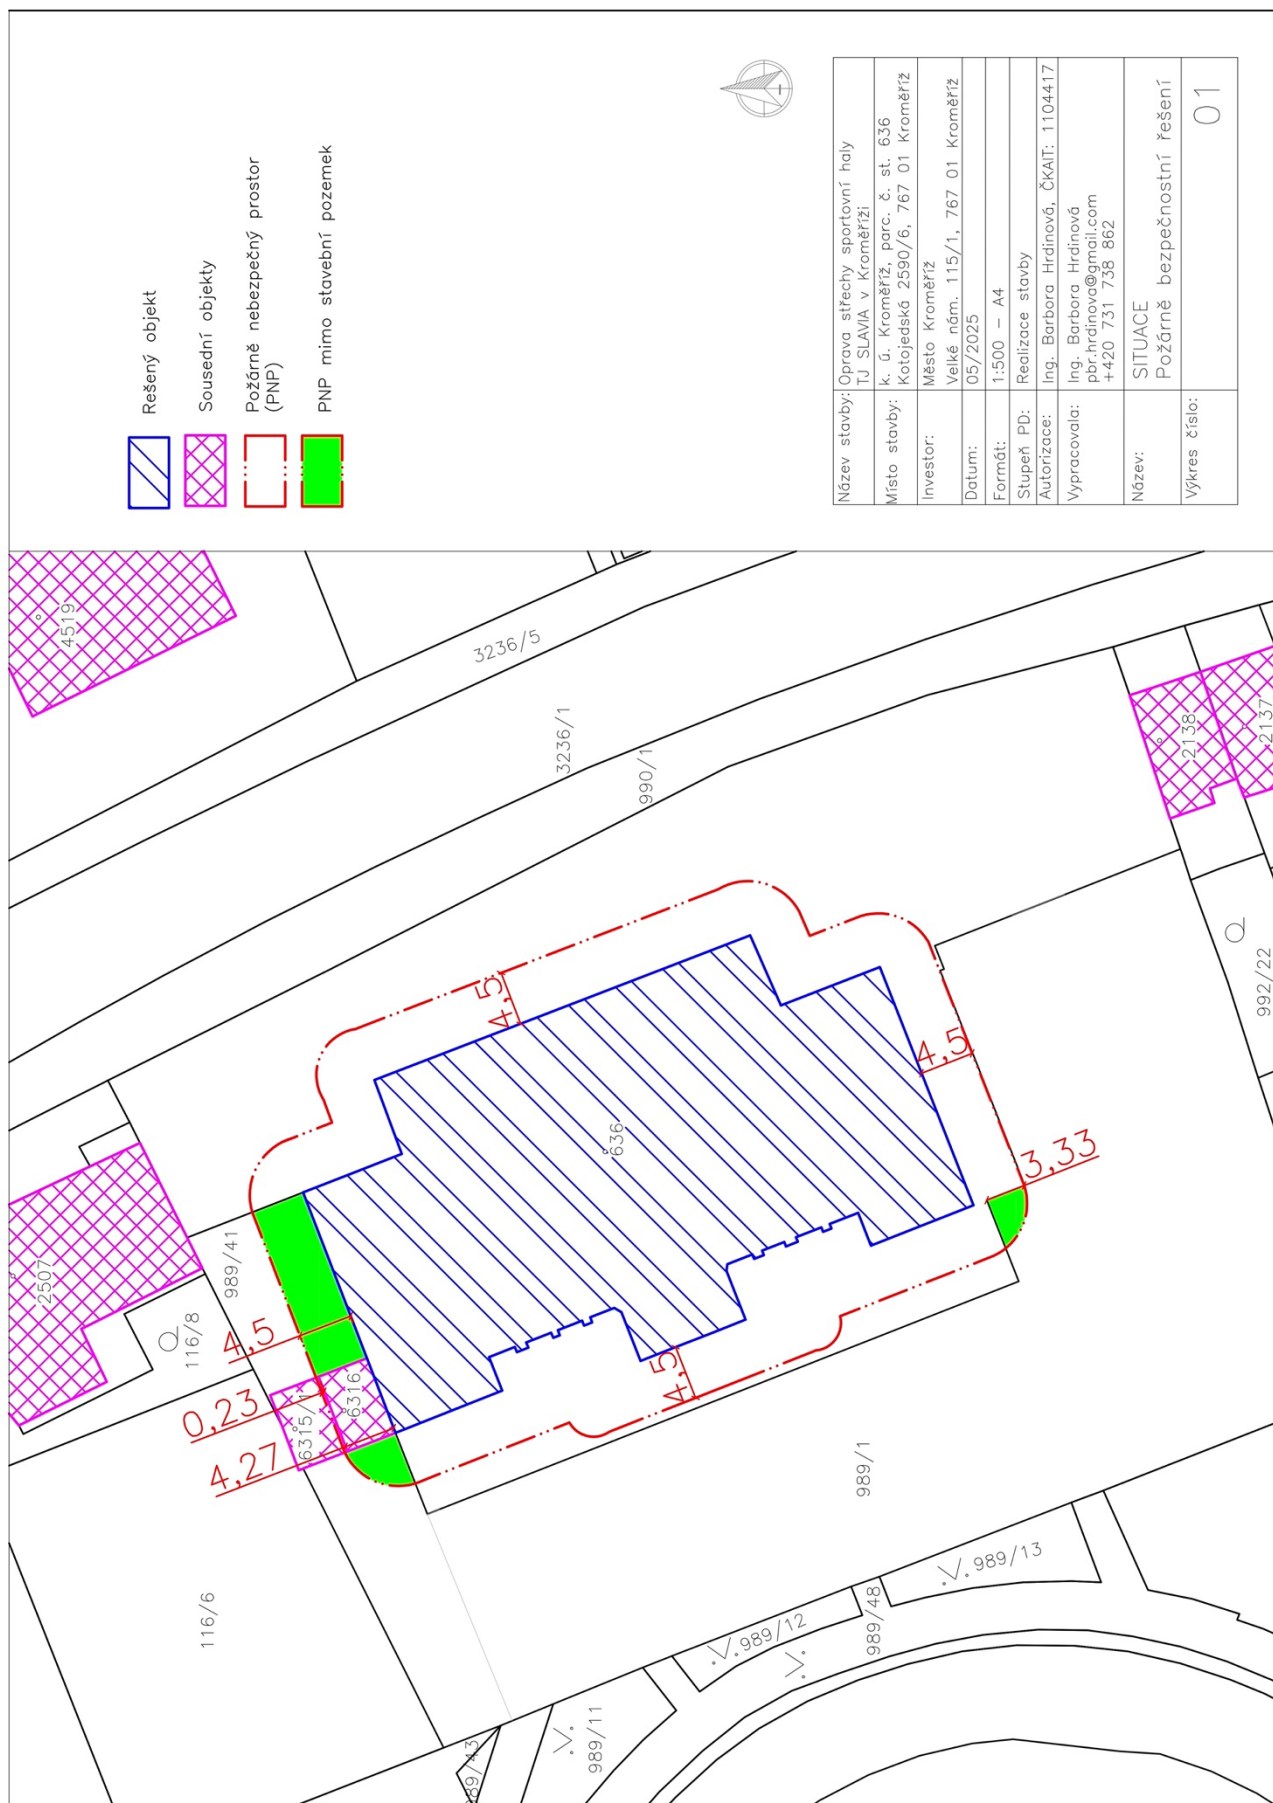 Řešený objekt
Sousední objekty
Požárně nebezpečný prostor
(PNP)
PNP mimo stavební pozemek
Název stavby:
Oprava střechy sportovní haly
TJ SLAVIA v Kroměříži
Místo stavby:
k. ú. Kroměříž, parc. č. st. 636
Kotojedská 2590/6, 767 01 Kroměříž
Investor:
Město Kroměříž
Velké nám. 115/1, 767 01 Kroměříž
Datum:
05/2025
Formát:
1:500 – A4
Stupeň PD:
Realizace stavby
Autorizace:
Ing. Barbora Hrdinová, ČKAIT: 1104417
Vypracovala:
Ing. Barbora Hrdinová
pbr.hrdinova@gmail.com
+420 731 738 862
Název:
SITUACE
Požárně bezpečnostní řešení
Výkres číslo:
01
4519
3236/5
3236/1
990/1
2138
2137
992/22
2507
989/41
116/8
4,5
0,23
4,27
6315/1
6316
4,5
636
4,5
3,33
4,5
989/1
116/6
989/13
989/48
989/12
989/11
989/43